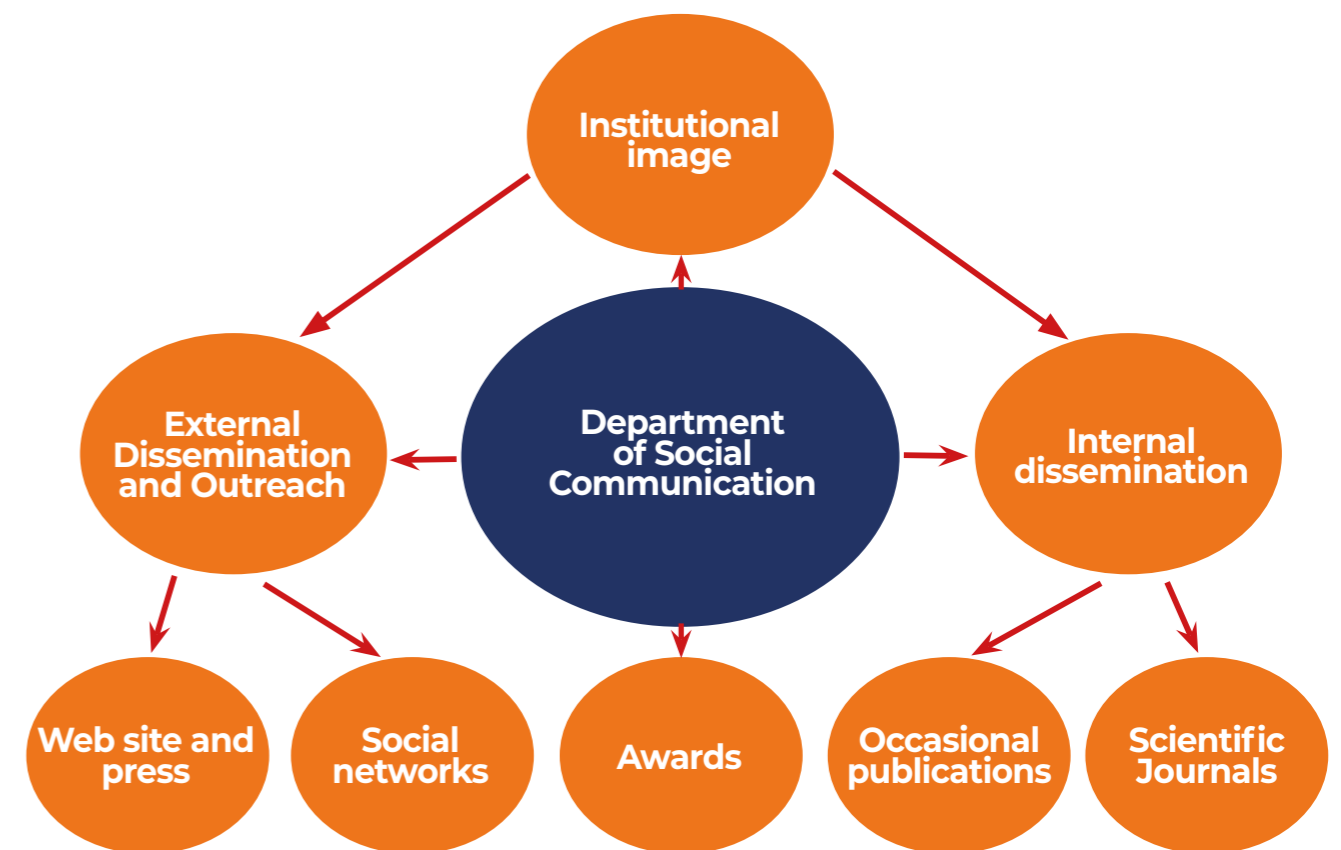 Institutional
image
External
Dissemination
and Outreach
Department
of Social
Communication
Internal
dissemination
Web site and
press
Social
networks
Awards
Occasional
publications
Scientific
Journals